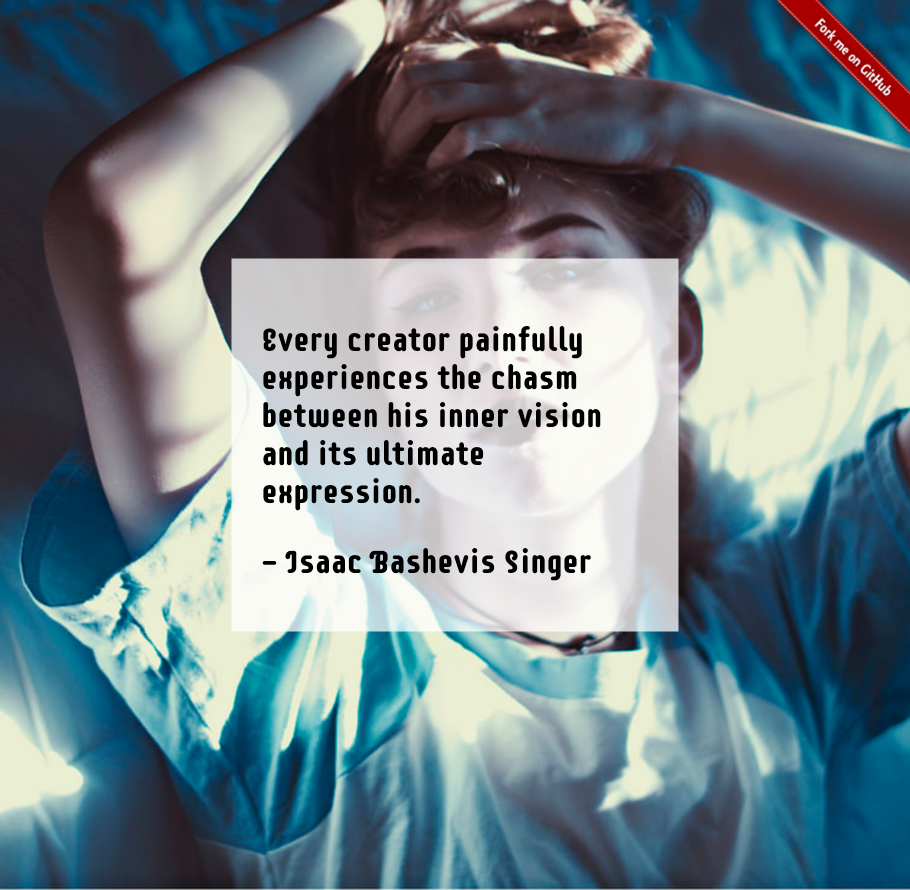 Fork me on GitHub
Every creator painfully
experiences the chasm
between his inner vision
and its ultimate
expression.
– Isaac Bashevis Singer